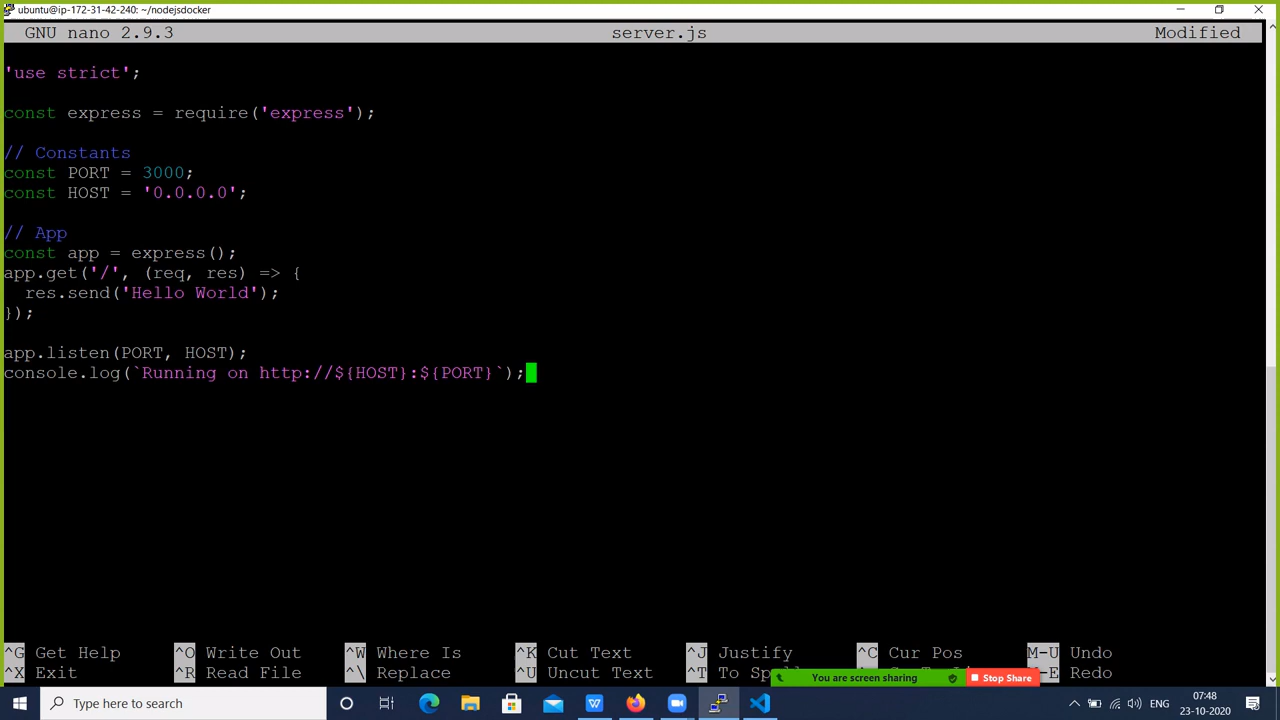 ubuntu@ip-172-31-42-240: ~/nodejsdocker
GNU nano 2.9.3 server.js Modified
'use strict';
const express = require('express');
// Constants
const PORT = 3000;
const HOST = '0.0.0.0';
// App
const app = express();
app.get('/', (req, res) => {
  res.send('Hello World');
});
app.listen(PORT, HOST);
console.log(`Running on http://${HOST}:${PORT}`);
^G Get Help ^O Write Out ^W Where Is ^K Cut Text ^J Justify ^C Cur Pos M-U Undo
^X Exit ^R Read File ^\ Replace ^U Uncut Text ^T To M-E Redo
You are screen sharing Stop Share
Type here to search
ENG
07:48
23-10-2020